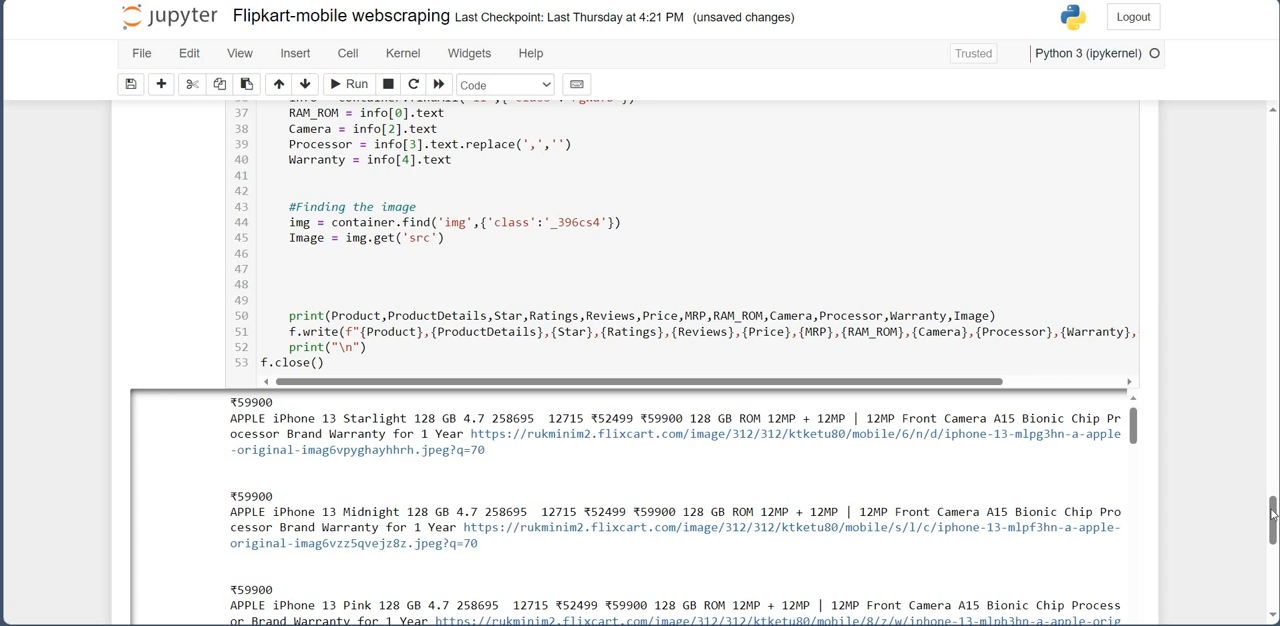 jupyter Flipkart-mobile webscraping Last Checkpoint: Last Thursday at 4:21 PM (unsaved changes) Logout
File Edit View Insert Cell Kernel Widgets Help Trusted Python 3 (ipykernel)
Run Code
37 RAM_ROM = info[0].text
38 Camera = info[2].text
39 Processor = info[3].text.replace(',','')
40 Warranty = info[4].text
41
42
43 #Finding the image
44 img = container.find('img',{'class':'_396cs4'})
45 Image = img.get('src')
46
47
48
49
50 print(Product,ProductDetails,Star,Ratings,Reviews,Price,MRP,RAM_ROM,Camera,Processor,Warranty,Image)
51 f.write(f"{Product},{ProductDetails},{Star},{Ratings},{Reviews},{Price},{MRP},{RAM_ROM},{Camera},{Processor},{Warranty},
52 print("\n")
53 f.close()
₹59900
APPLE iPhone 13 Starlight 128 GB 4.7 258695  12715 ₹52499 ₹59900 128 GB ROM 12MP + 12MP | 12MP Front Camera A15 Bionic Chip Pr
ocessor Brand Warranty for 1 Year https://rukminim2.flixcart.com/image/312/312/ktketu80/mobile/6/n/d/iphone-13-mlpg3hn-a-apple
-original-imag6vpyghayhhrh.jpeg?q=70
₹59900
APPLE iPhone 13 Midnight 128 GB 4.7 258695  12715 ₹52499 ₹59900 128 GB ROM 12MP + 12MP | 12MP Front Camera A15 Bionic Chip Pro
cessor Brand Warranty for 1 Year https://rukminim2.flixcart.com/image/312/312/ktketu80/mobile/s/l/c/iphone-13-mlpf3hn-a-apple-
original-imag6vzz5qvejz8z.jpeg?q=70
₹59900
APPLE iPhone 13 Pink 128 GB 4.7 258695  12715 ₹52499 ₹59900 128 GB ROM 12MP + 12MP | 12MP Front Camera A15 Bionic Chip Process
or Brand Warranty for 1 Year https://rukminim2.flixcart.com/image/312/312/ktketu80/mobile/8/z/w/iphone-13-mlph3hn-a-apple-orig